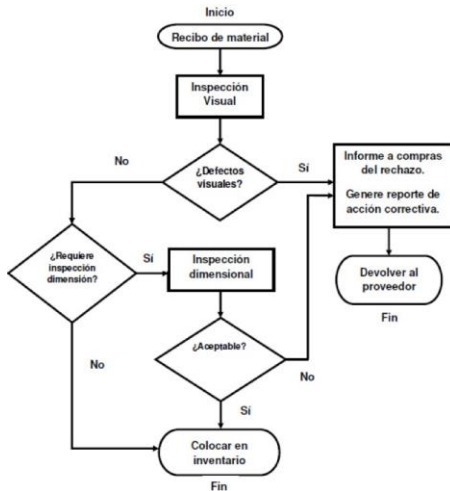 Inicio
Recibo de material
Inspección
Visual
¿Defectos
visuales?
No
Sí
Informe a compras
del rechazo.
Genere reporte de
acción correctiva.
Devolver al
proveedor
Fin
¿Requiere
inspección
dimensión?
Sí
Inspección
dimensional
¿Aceptable?
No
No
Sí
Colocar en
inventario
Fin